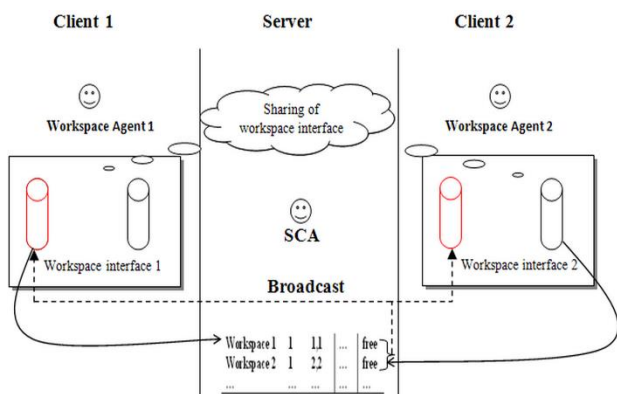 Client 1 Server Client 2
Sharing of
workspace interface
Workspace Agent 1 Workspace Agent 2
SCA
Workspace interface 1 Workspace interface 2
Broadcast
Workspace 1 1 1,1 ... free
Workspace 2 1 2,2 ... free
... ... ... ... ...